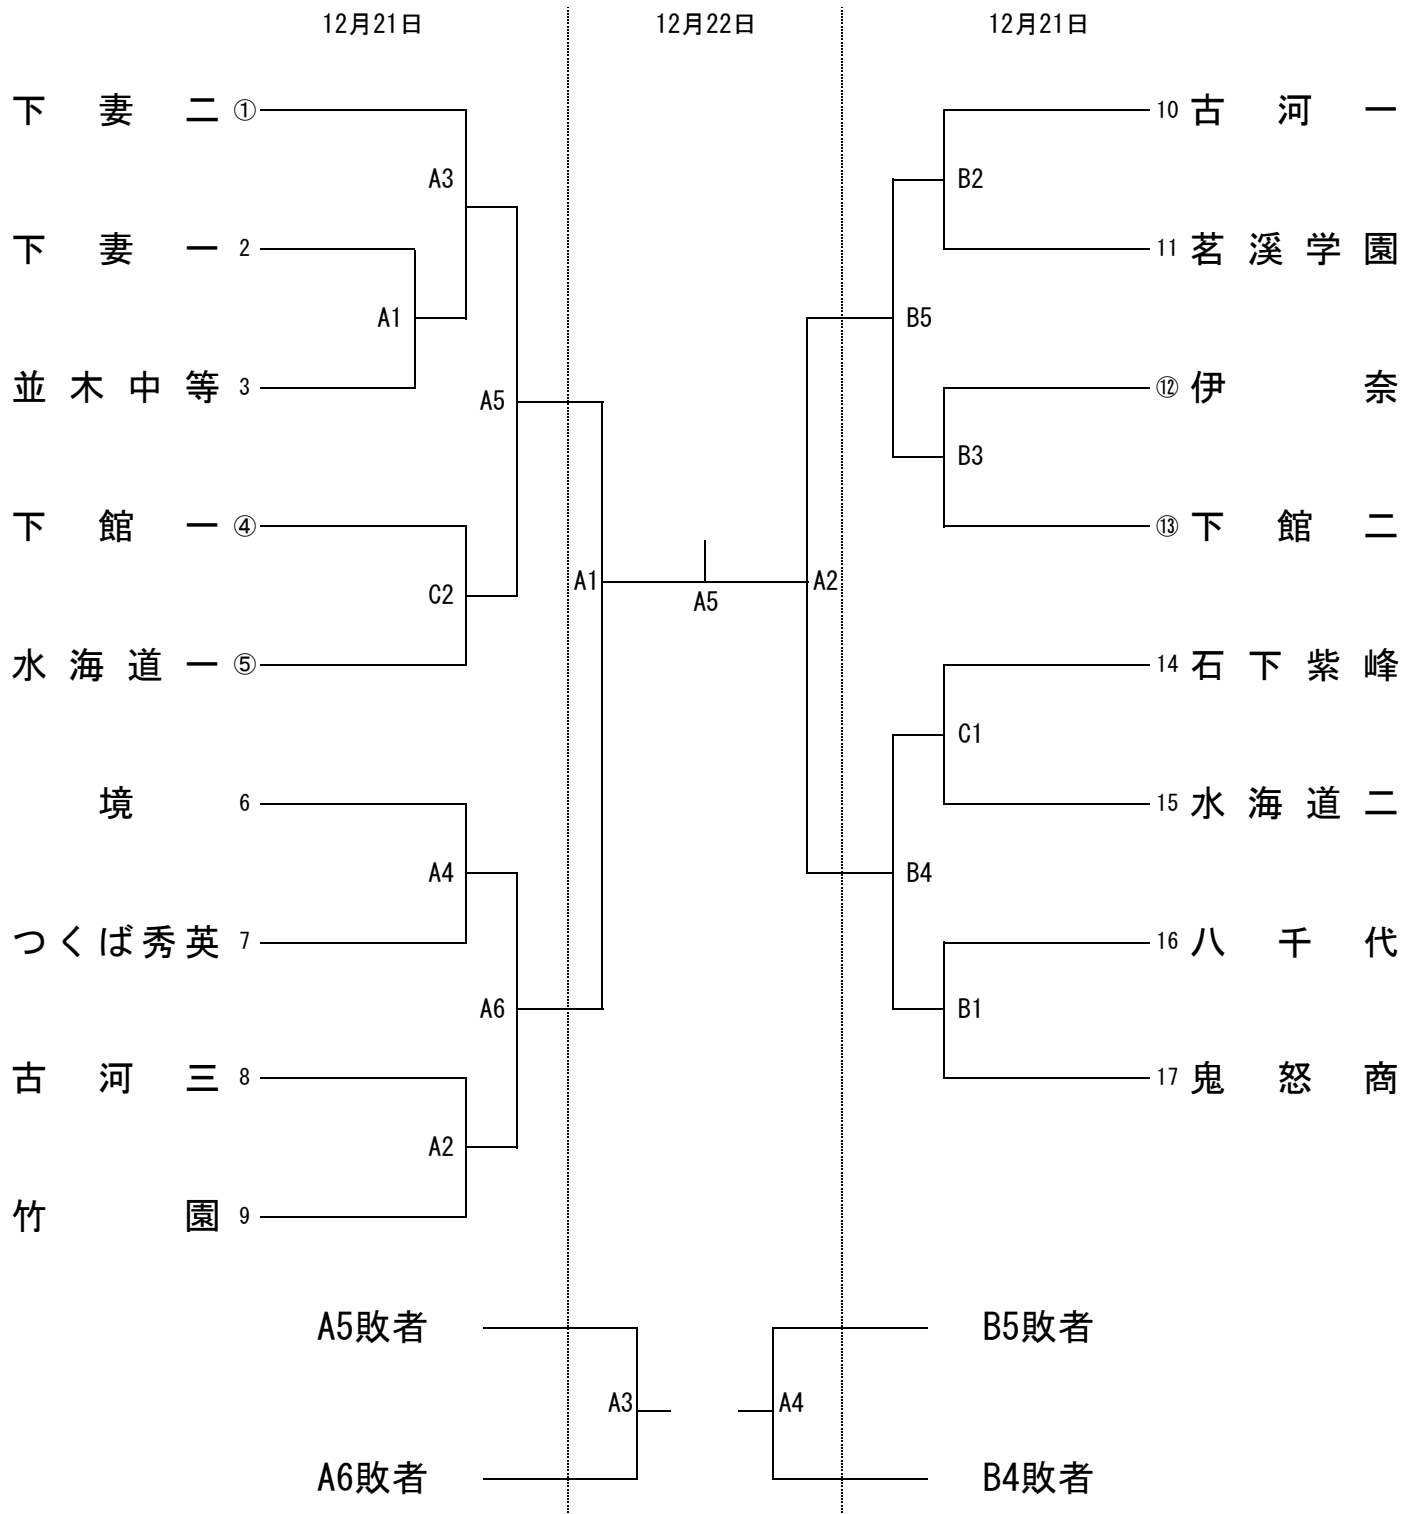 12月21日 12月22日 12月21日
下妻二 ① 10 古河一
A3 B2
下妻一 2 11 茗溪学園
A1 B5
並木中等 3 ⑫ 伊奈
A5 B3
下館一 ④ ⑬ 下館二
C2 A1 A5 A2
水海道一 ⑤ 14 石下紫峰
C1
境 6 15 水海道二
A4 B4
つくば秀英 7 16 八千代
A6 B1
古河三 8 17 鬼怒商
A2
竹園 9
A5敗者 B5敗者
A3 A4
A6敗者 B4敗者